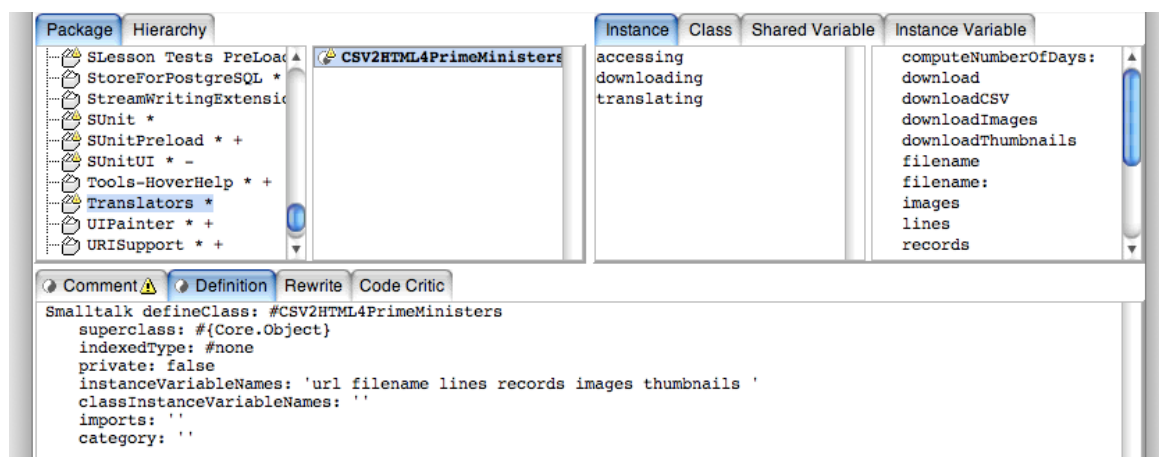 Package Hierarchy
Instance Class Shared Variable Instance Variable
SLesson Tests PreLoad
StoreForPostgreSQL *
StreamWritingExtensio
SUnit *
SUnitPreload * +
SUnitUI * -
Tools-HoverHelp * +
Translators *
UIPainter * +
URISupport * +
CSV2HTML4PrimeMinisters
accessing
downloading
translating
computeNumberOfDays:
download
downloadCSV
downloadImages
downloadThumbnails
filename
filename:
images
lines
records
Comment Definition Rewrite Code Critic
Smalltalk defineClass: #CSV2HTML4PrimeMinisters
superclass: #{Core.Object}
indexedType: #none
private: false
instanceVariableNames: 'url filename lines records images thumbnails '
classInstanceVariableNames: ''
imports: ''
category: ''